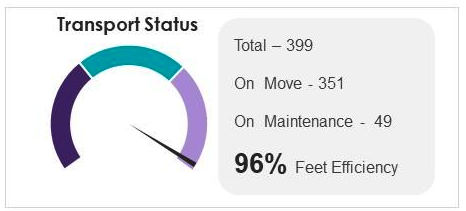 Transport Status
Total – 399
On Move - 351
On Maintenance - 49
96% Feet Efficiency